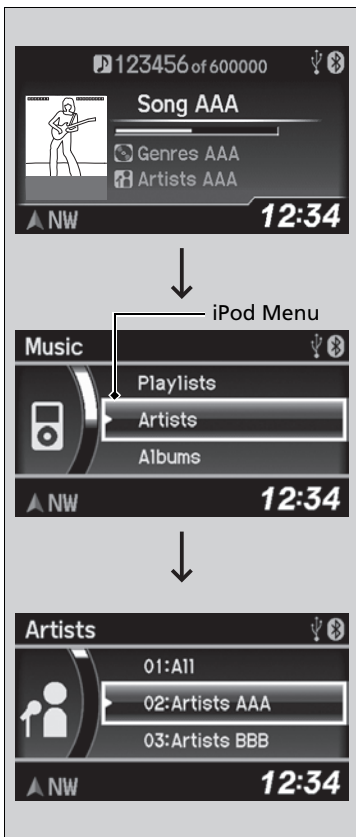 123456 of 600000
Song AAA
Genres AAA
Artists AAA
NW
12:34
iPod Menu
Music
Playlists
Artists
Albums
NW
12:34
Artists
01:All
02:Artists AAA
03:Artists BBB
NW
12:34